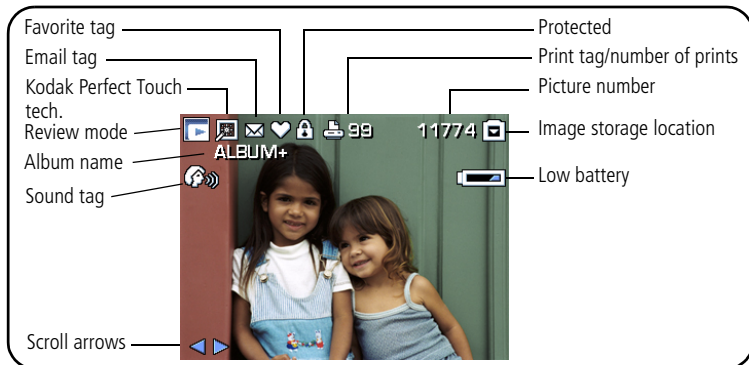 Favorite tag
Email tag
Kodak Perfect Touch
tech.
Review mode
Album name
Sound tag
Scroll arrows
99 11774
ALBUM+
Protected
Print tag/number of prints
Picture number
Image storage location
Low battery